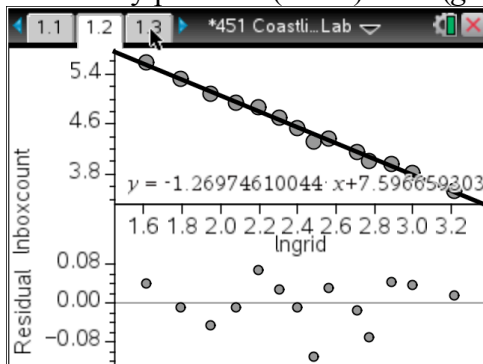 1.1 1.2 1.3 *451 Coastli...Lab
5.4
4.6
3.8
y = -1.26974610044· x+7.596659303
1.6 1.8 2.0 2.2 2.4 2.6 2.8 3.0 3.2
lngrid
lnboxcount
0.08
0.00
-0.08
Residual